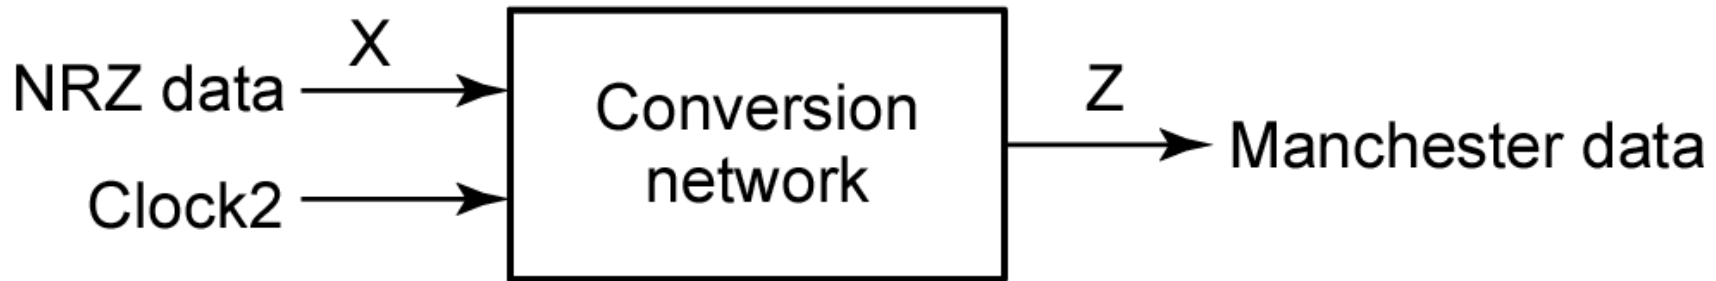 X
NRZ data
Clock2
Conversion
network
Z
Manchester data